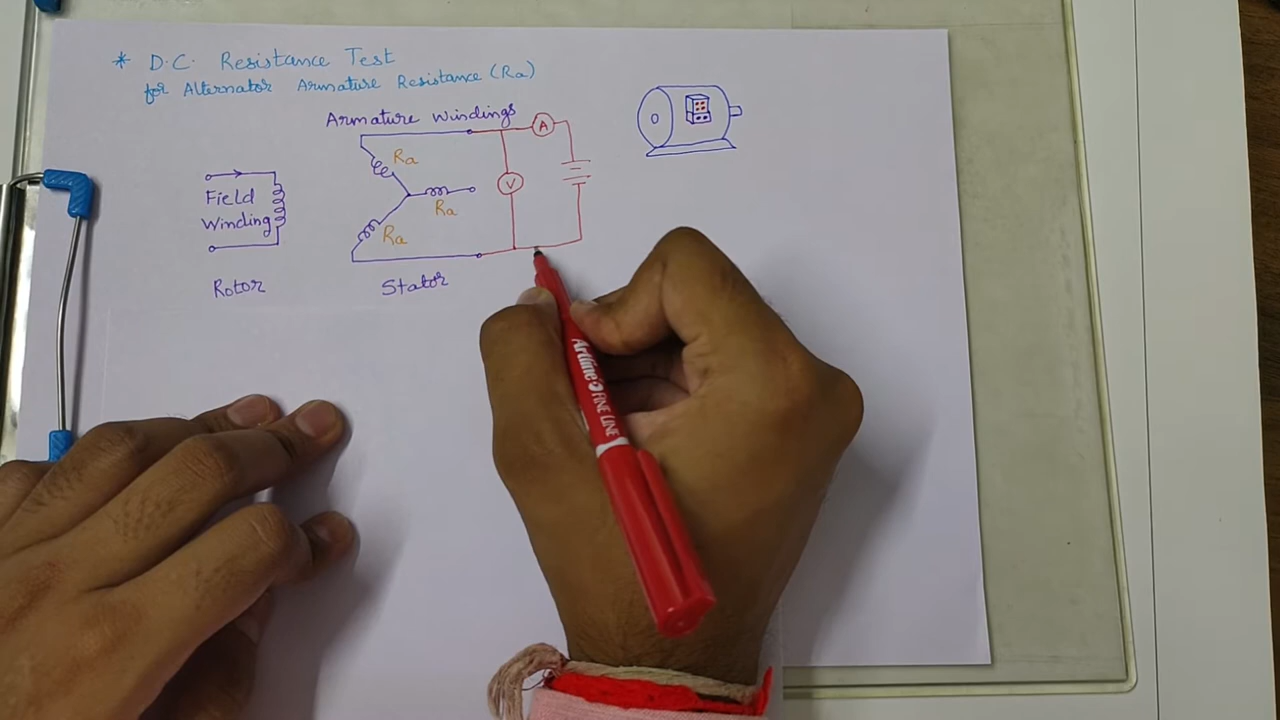 * D.C. Resistance Test
for Alternator Armature Resistance (Ra)
Armature Windings
A
Ra
V
Ra
Ra
Field
Winding
Rotor
Stator
Artline FINE LINE